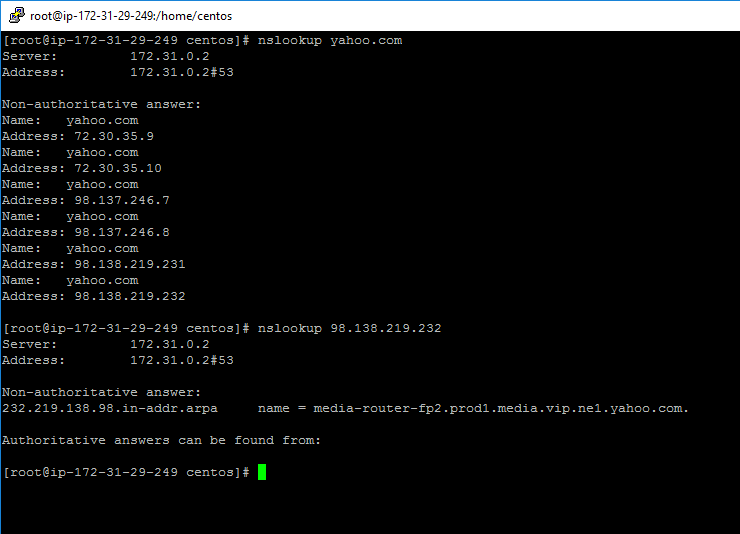 root@ip-172-31-29-249:/home/centos
[root@ip-172-31-29-249 centos]# nslookup yahoo.com
Server:         172.31.0.2
Address:        172.31.0.2#53
Non-authoritative answer:
Name:   yahoo.com
Address: 72.30.35.9
Name:   yahoo.com
Address: 72.30.35.10
Name:   yahoo.com
Address: 98.137.246.7
Name:   yahoo.com
Address: 98.137.246.8
Name:   yahoo.com
Address: 98.138.219.231
Name:   yahoo.com
Address: 98.138.219.232
[root@ip-172-31-29-249 centos]# nslookup 98.138.219.232
Server:         172.31.0.2
Address:        172.31.0.2#53
Non-authoritative answer:
232.219.138.98.in-addr.arpa     name = media-router-fp2.prod1.media.vip.ne1.yahoo.com.
Authoritative answers can be found from:
[root@ip-172-31-29-249 centos]#